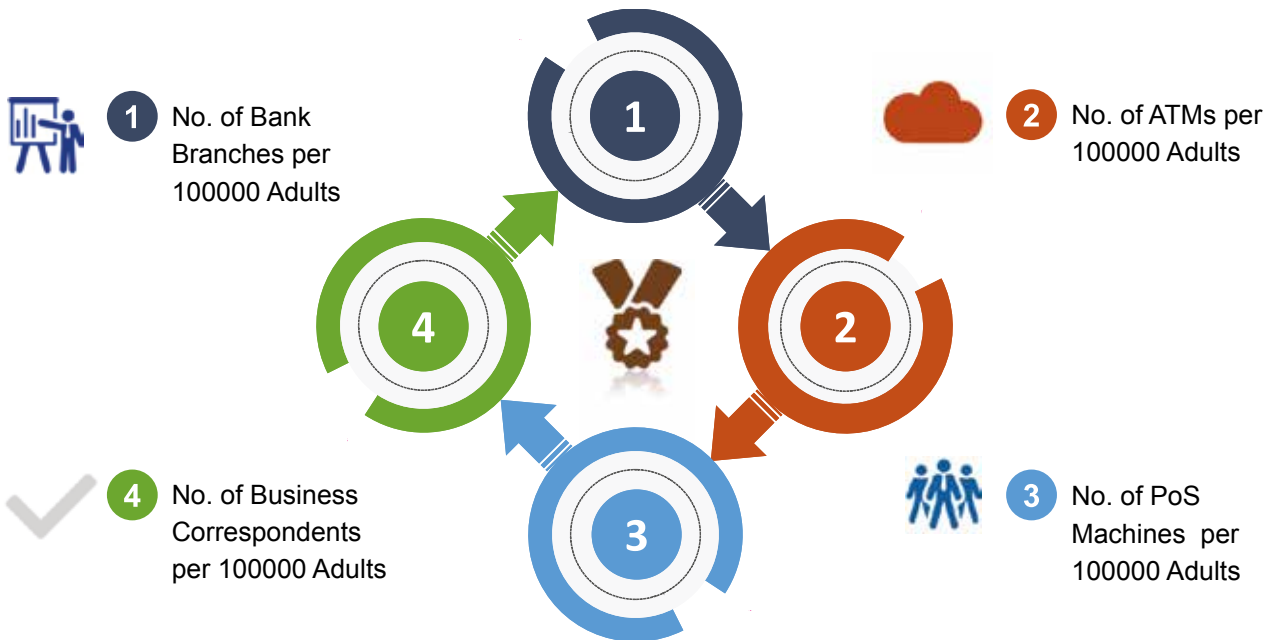 1
No. of Bank
Branches per
100000 Adults
1
2
No. of ATMs per
100000 Adults
4
2
4
No. of Business
Correspondents
per 100000 Adults
3
3
No. of PoS
Machines per
100000 Adults